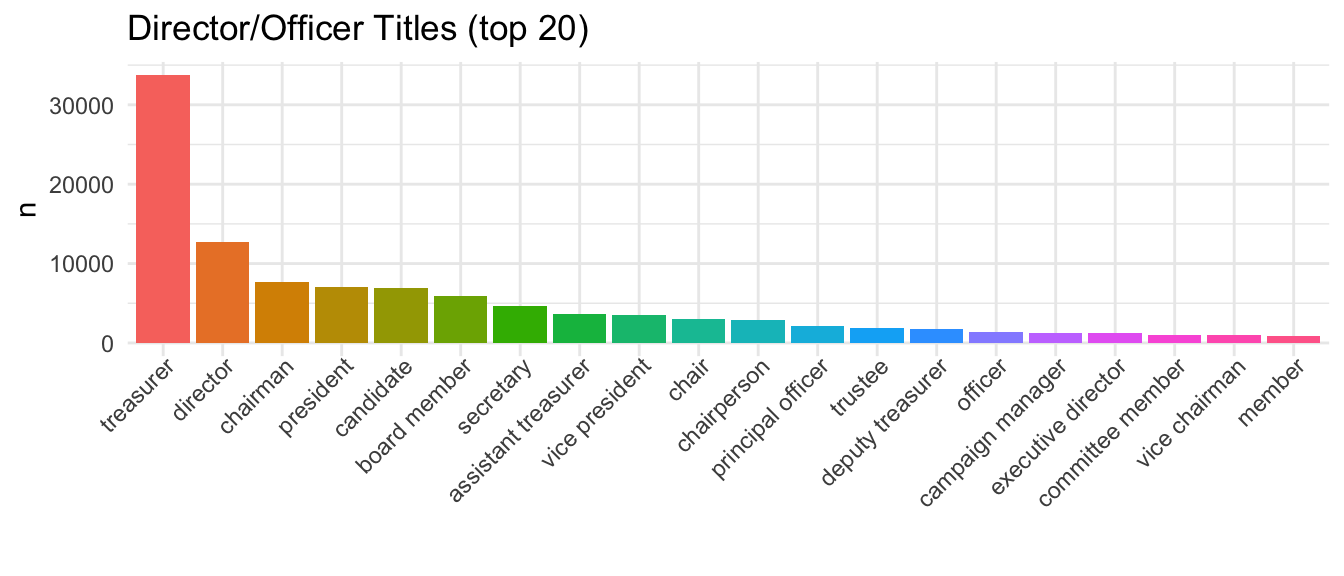 Director/Officer Titles (top 20)
n
30000
20000
10000
0
treasurer
director
chairman
president
candidate
board member
secretary
assistant treasurer
vice president
chair
chairperson
principal officer
trustee
deputy treasurer
officer
campaign manager
executive director
committee member
vice chairman
member